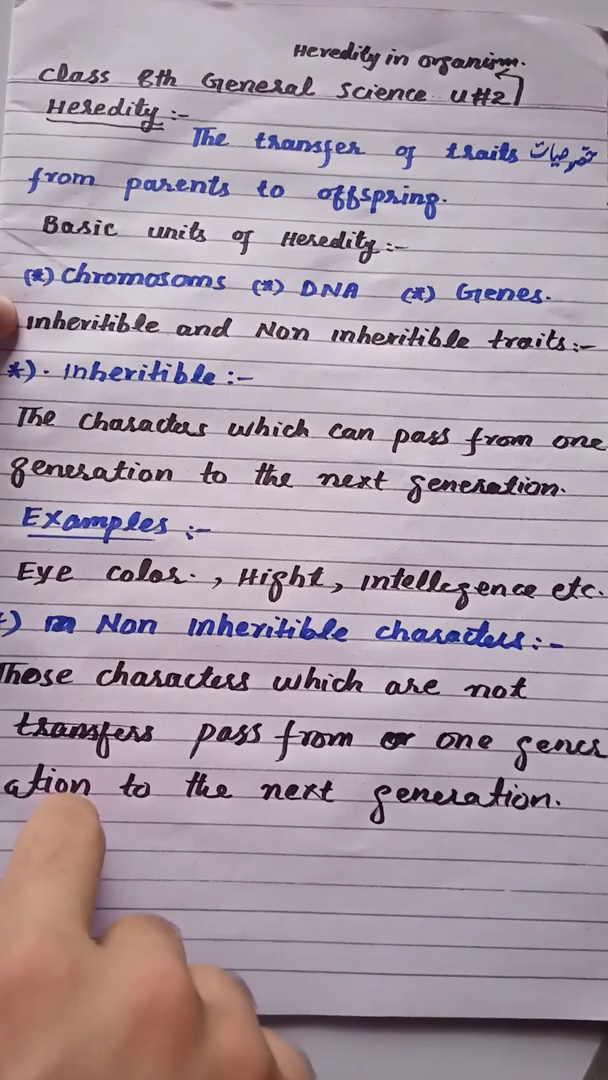 Heredity in organism.
Class 8th General Science U#2
Heredity :-
The transfer of traits خصوصیات
from parents to offspring.
Basic units of Heredity :-
(*) Chromosoms (*) DNA (*) Genes.
inheritible and Non inheritible traits :-
*). Inheritible :-
The Characters which can pass from one
generation to the next generation.
Examples :-
Eye color. , Hight, intellegence etc.
*) Non inheritible characters :-
Those characters which are not
transfers pass from one gener
ation to the next generation.